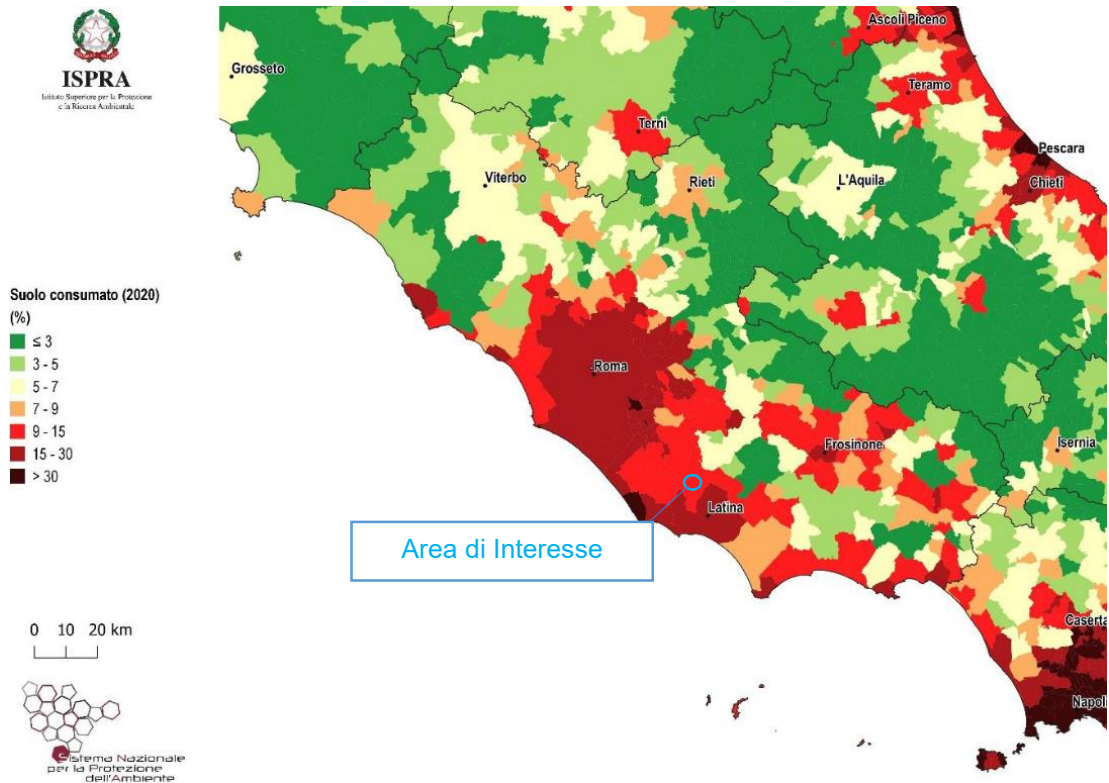 ISPRA
Istituto Superiore per la Protezione
e la Ricerca Ambientale
Grosseto
Ascoli Piceno
Teramo
Terni
Pescara
Chieti
Viterbo
Rieti
L'Aquila
Suolo consumato (2020)
(%)
≤ 3
3 - 5
5 - 7
7 - 9
9 - 15
15 - 30
> 30
Roma
Frosinone
Isernia
Latina
Area di Interesse
Caserta
Napoli
0 10 20 km
Sistema Nazionale
per la Protezione
dell'Ambiente